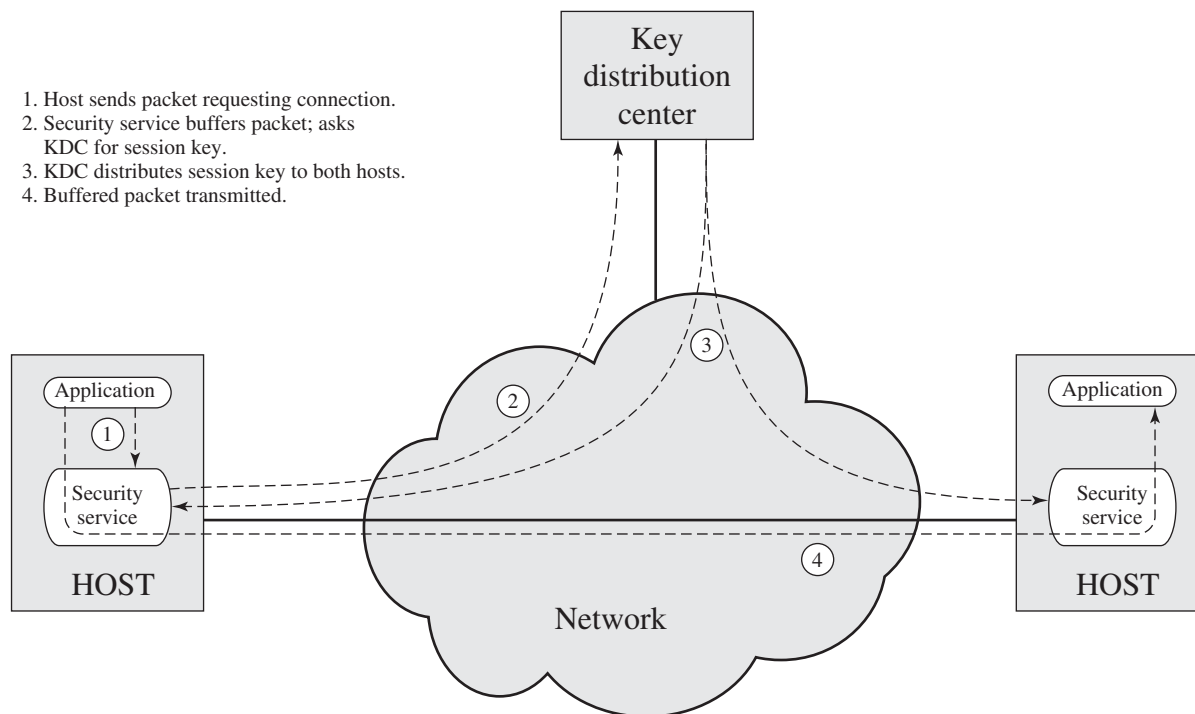 Key
distribution
center
1. Host sends packet requesting connection.
2. Security service buffers packet; asks
KDC for session key.
3. KDC distributes session key to both hosts.
4. Buffered packet transmitted.
3
2
Application
1
Security
service
HOST
Application
Security
service
HOST
4
Network